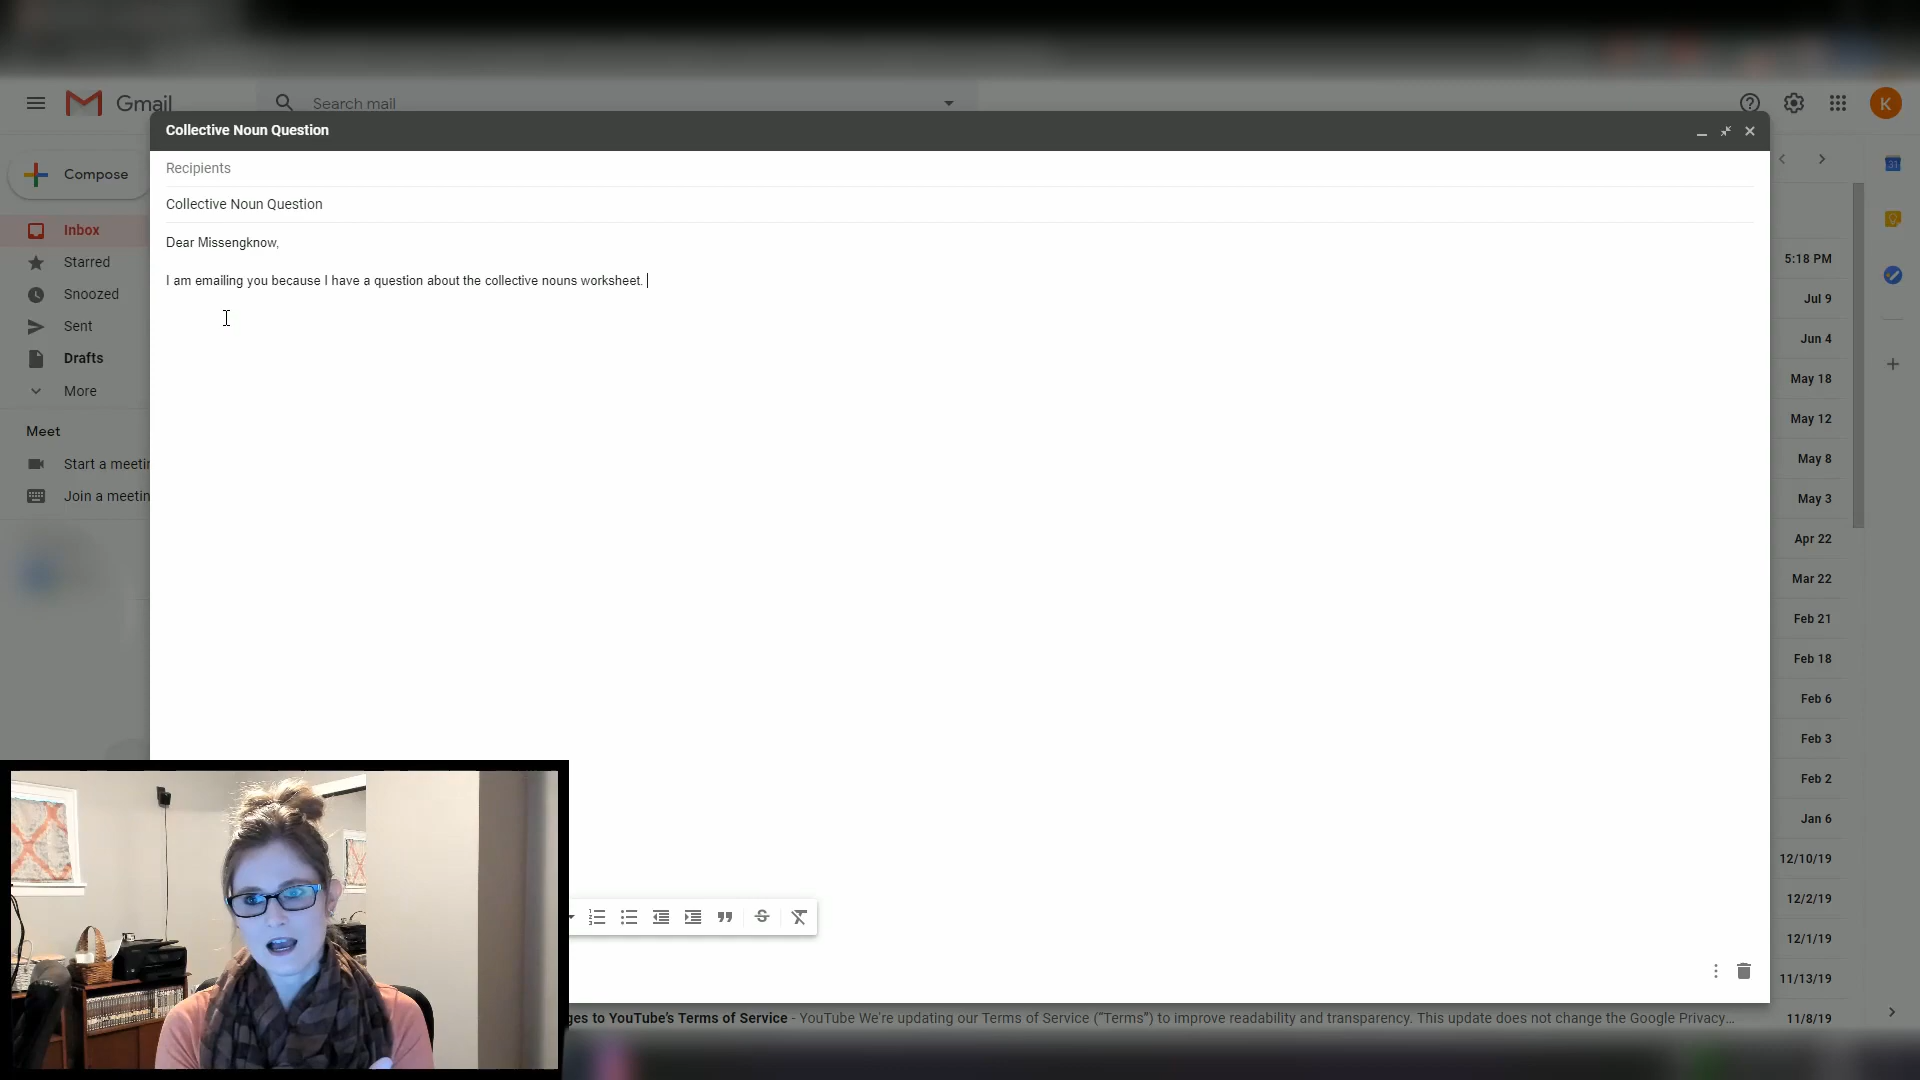 Gmail
Search mail
Collective Noun Question
Recipients
Compose
Collective Noun Question
Inbox
Dear Missengknow,
Starred
I am emailing you because I have a question about the collective nouns worksheet.
Snoozed
Sent
Drafts
More
Meet
Start a meetin
Join a meetin
K
31
5:18 PM
Jul 9
Jun 4
May 18
May 12
May 8
May 3
Apr 22
Mar 22
Feb 21
Feb 18
Feb 6
Feb 3
Feb 2
Jan 6
12/10/19
12/2/19
12/1/19
11/13/19
ges to YouTube's Terms of Service - YouTube We're updating our Terms of Service ("Terms") to improve readability and transparency. This update does not change the Google Privacy... 11/8/19